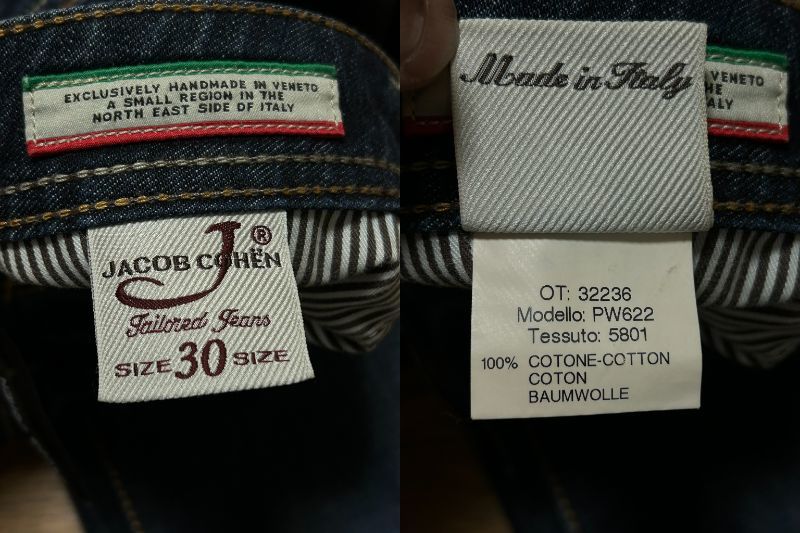 EXCLUSIVELY HANDMADE IN VENETO
A SMALL REGION IN THE
NORTH EAST SIDE OF ITALY
J®
JACOB COHËN
Tailored Jeans
SIZE 30 SIZE
Made in Italy
VENETO
HE
ALY
OT: 32236
Modello: PW622
Tessuto: 5801
100% COTONE-COTTON
COTON
BAUMWOLLE